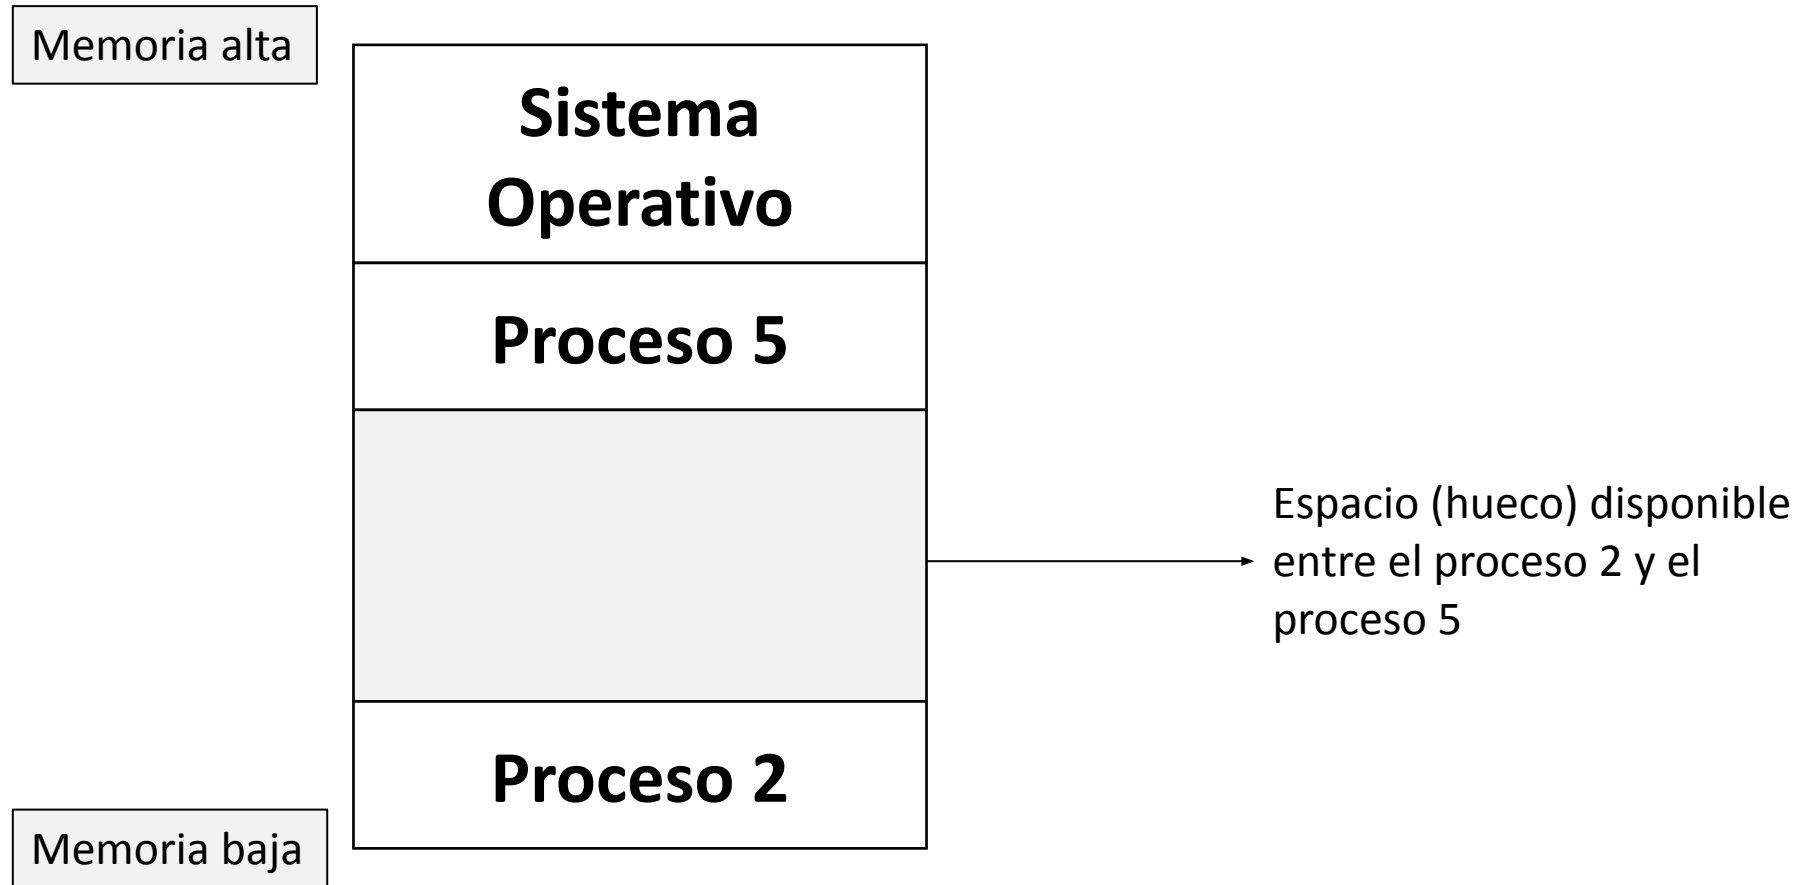 Memoria alta
Sistema
Operativo
Proceso 5
Espacio (hueco) disponible
entre el proceso 2 y el
proceso 5
Proceso 2
Memoria baja